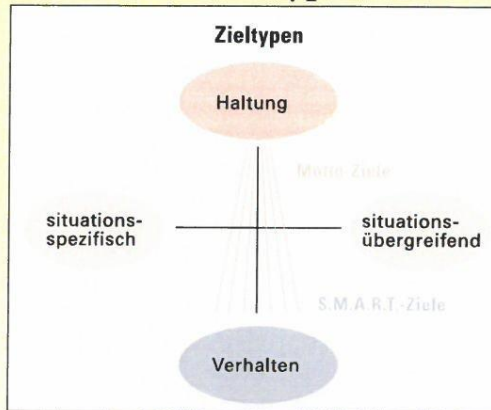 Zieltypen
Haltung
Motto-Ziele
situations-
spezifisch
situations-
übergreifend
S.M.A.R.T.-Ziele
Verhalten